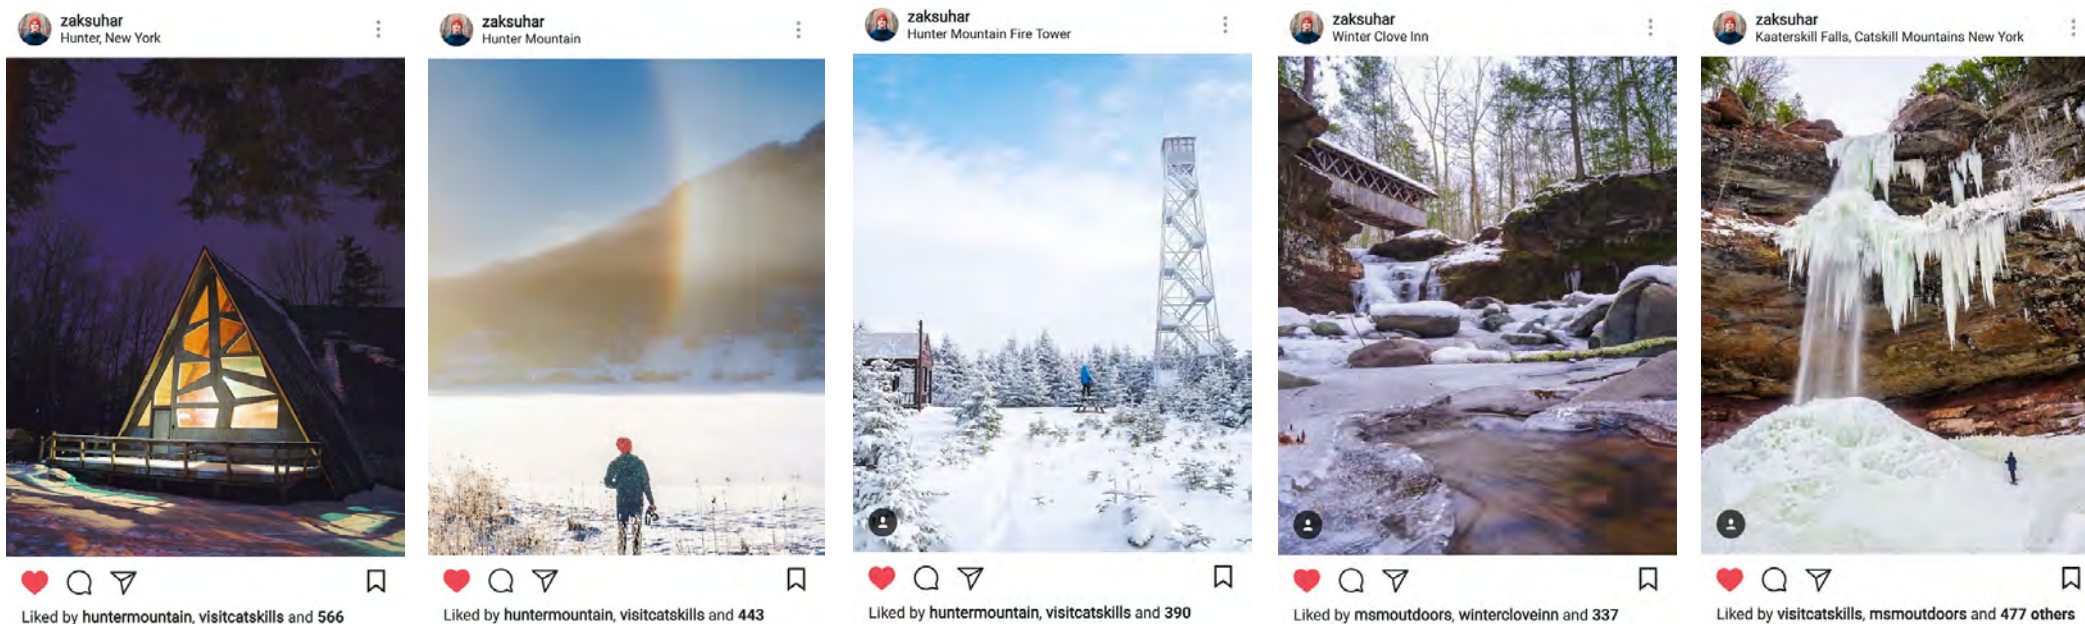 zaksuhar
Hunter, New York
Liked by huntermountain, visitcatskills and 566
zaksuhar
Hunter Mountain
Liked by huntermountain, visitcatskills and 443
zaksuhar
Hunter Mountain Fire Tower
Liked by huntermountain, visitcatskills and 390
zaksuhar
Winter Clove Inn
Liked by msmoutdoors, wintercloveinn and 337
zaksuhar
Kaaterskill Falls, Catskill Mountains New York
Liked by visitcatskills, msmoutdoors and 477 others